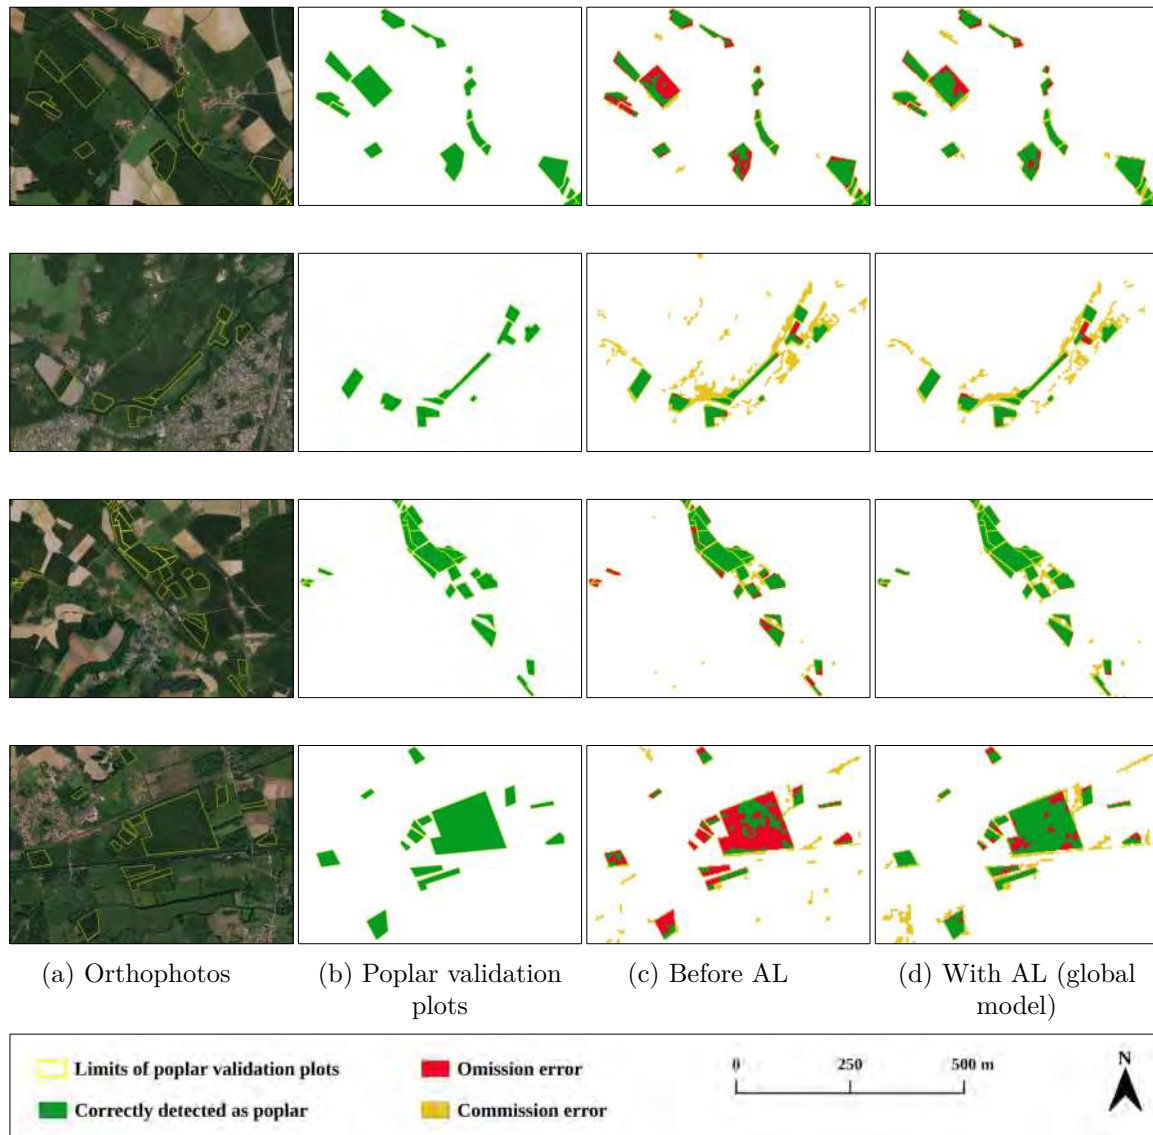 (a) Orthophotos
(b) Poplar validation
plots
(c) Before AL
(d) With AL (global
model)
Limits of poplar validation plots
Correctly detected as poplar
Omission error
Commission error
0 250 500 m
N